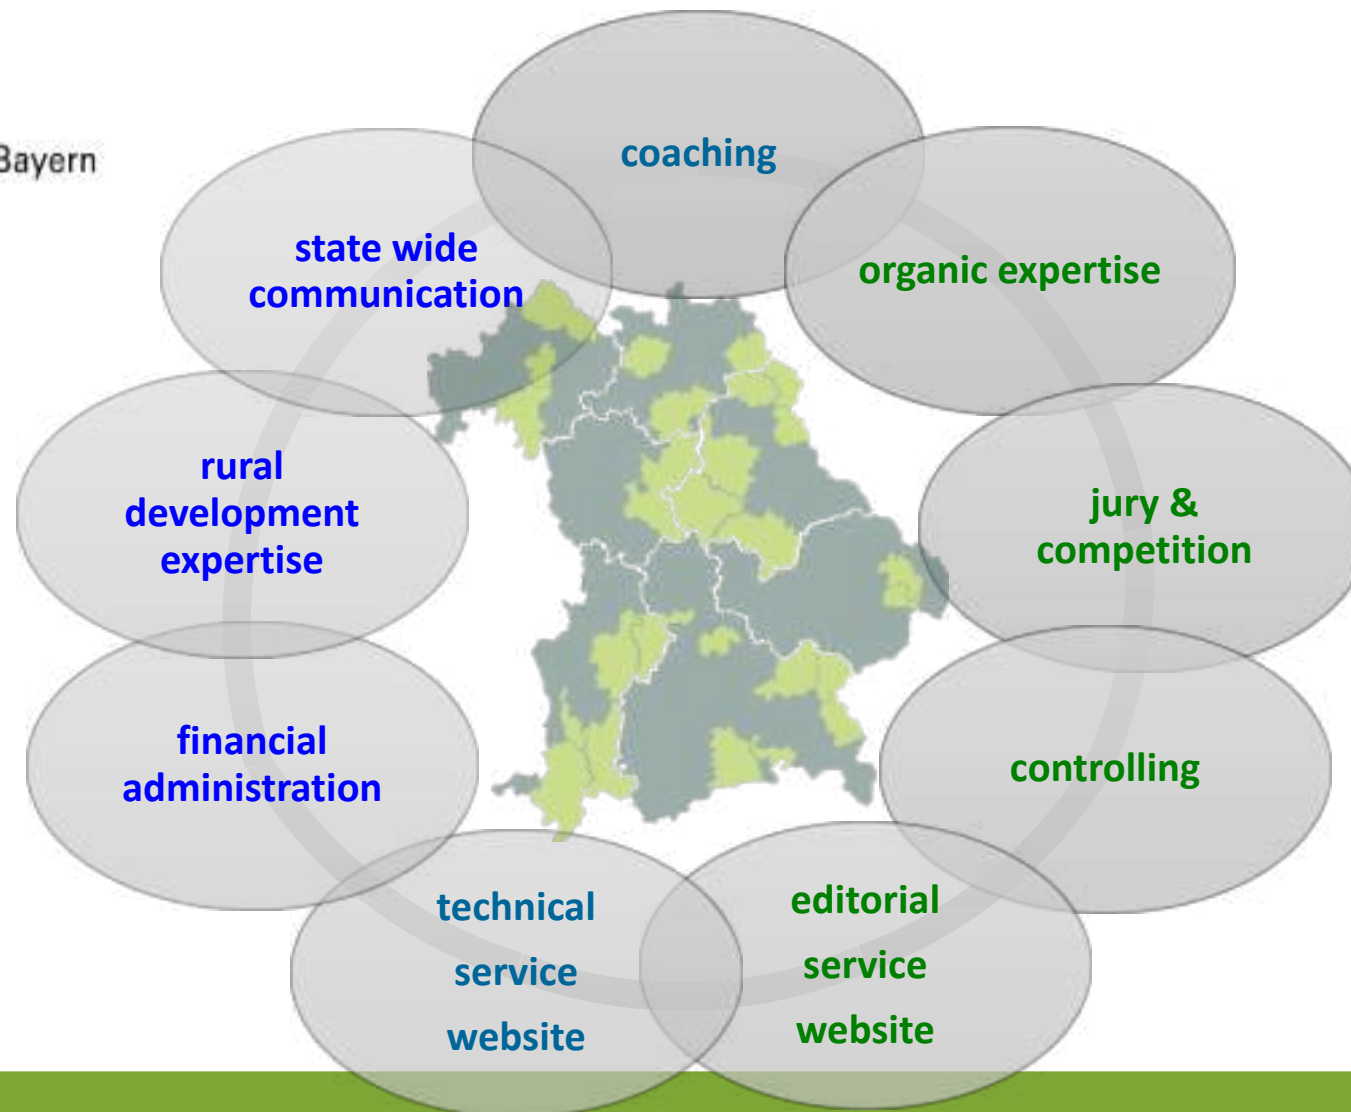 Bayern
coaching
state wide
communication
organic expertise
rural
development
expertise
jury &
competition
financial
administration
controlling
technical
service
website
editorial
service
website